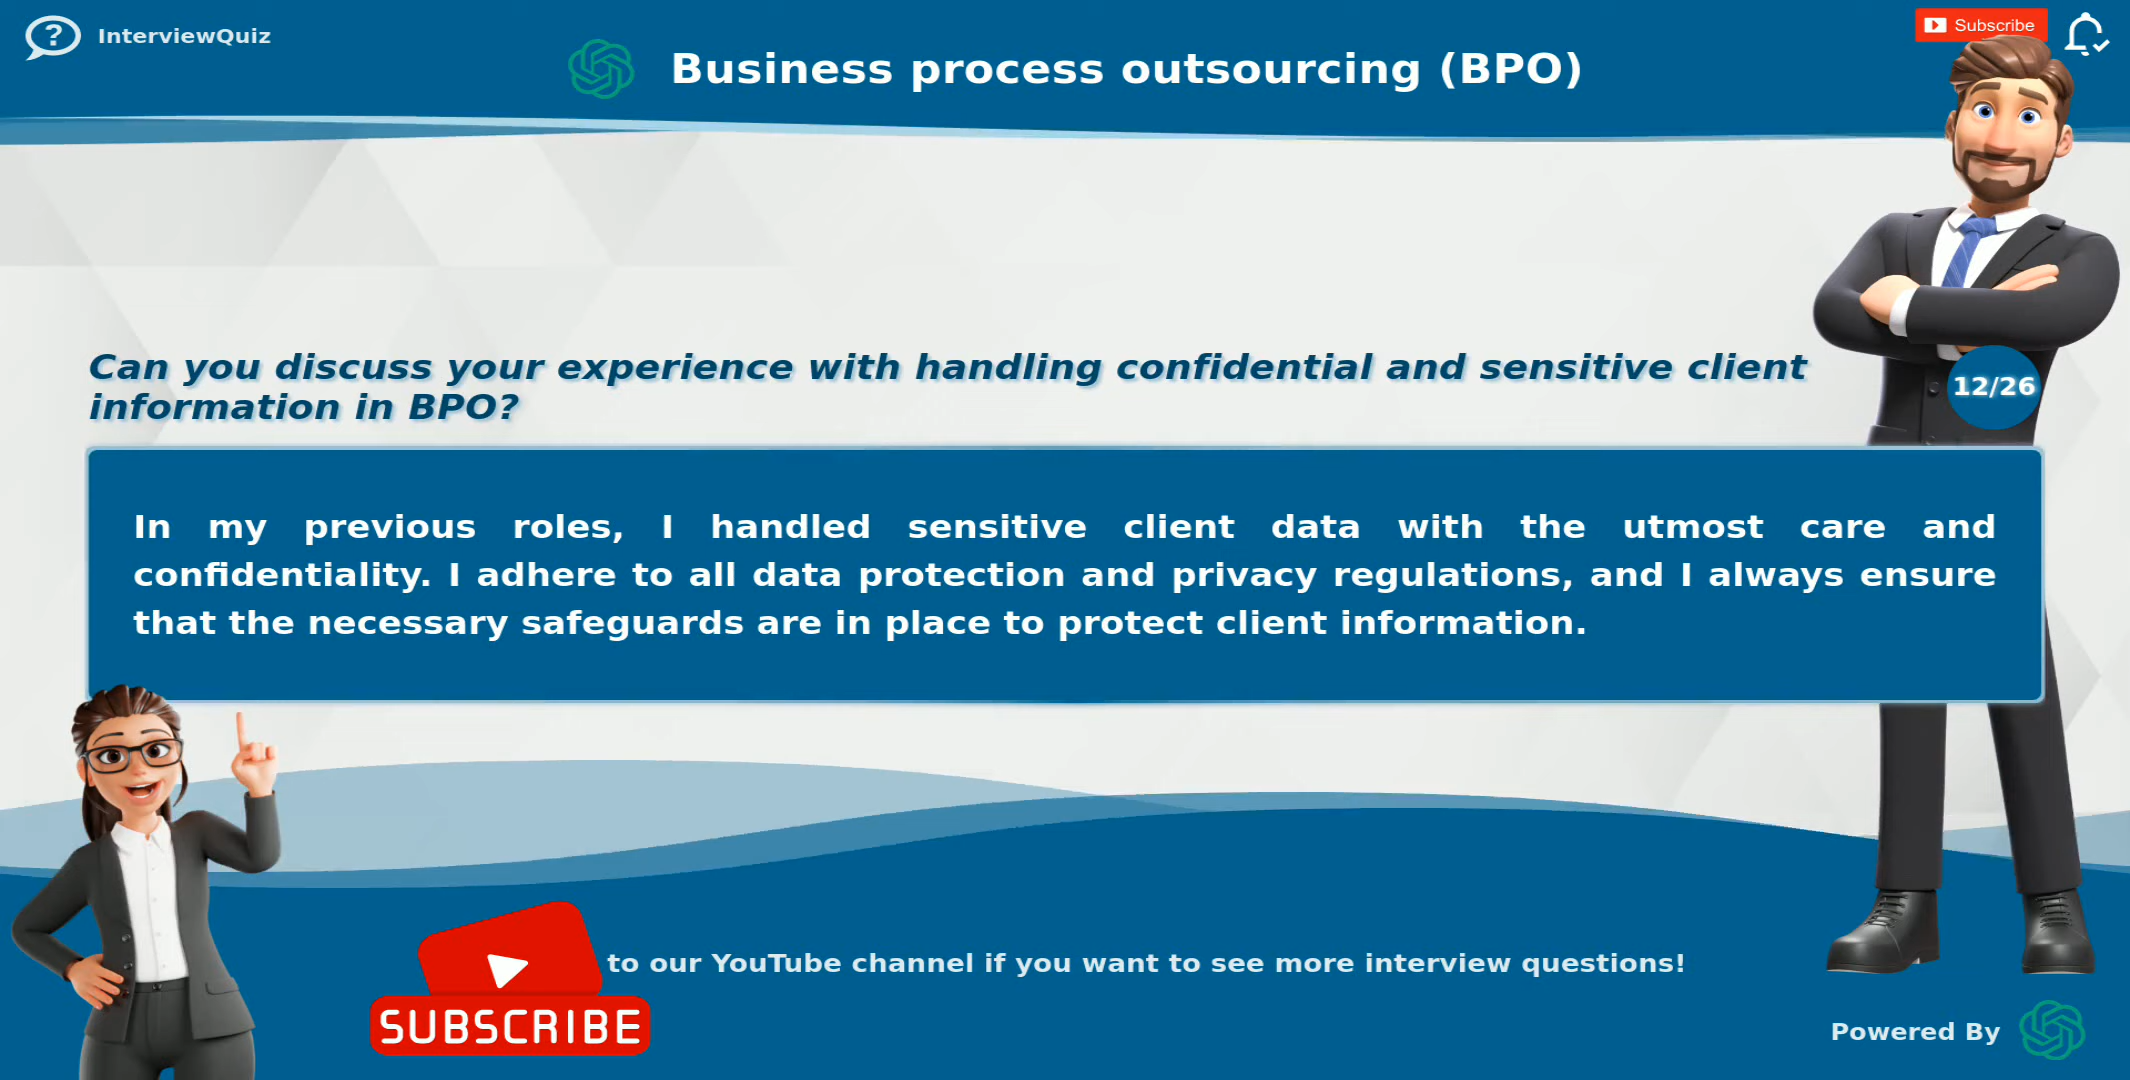 InterviewQuiz
Subscribe
Business process outsourcing (BPO)
Can you discuss your experience with handling confidential and sensitive client
information in BPO?
12/26
In my previous roles, I handled sensitive client data with the utmost care and
confidentiality. I adhere to all data protection and privacy regulations, and I always ensure
that the necessary safeguards are in place to protect client information.
to our YouTube channel if you want to see more interview questions!
SUBSCRIBE
Powered By